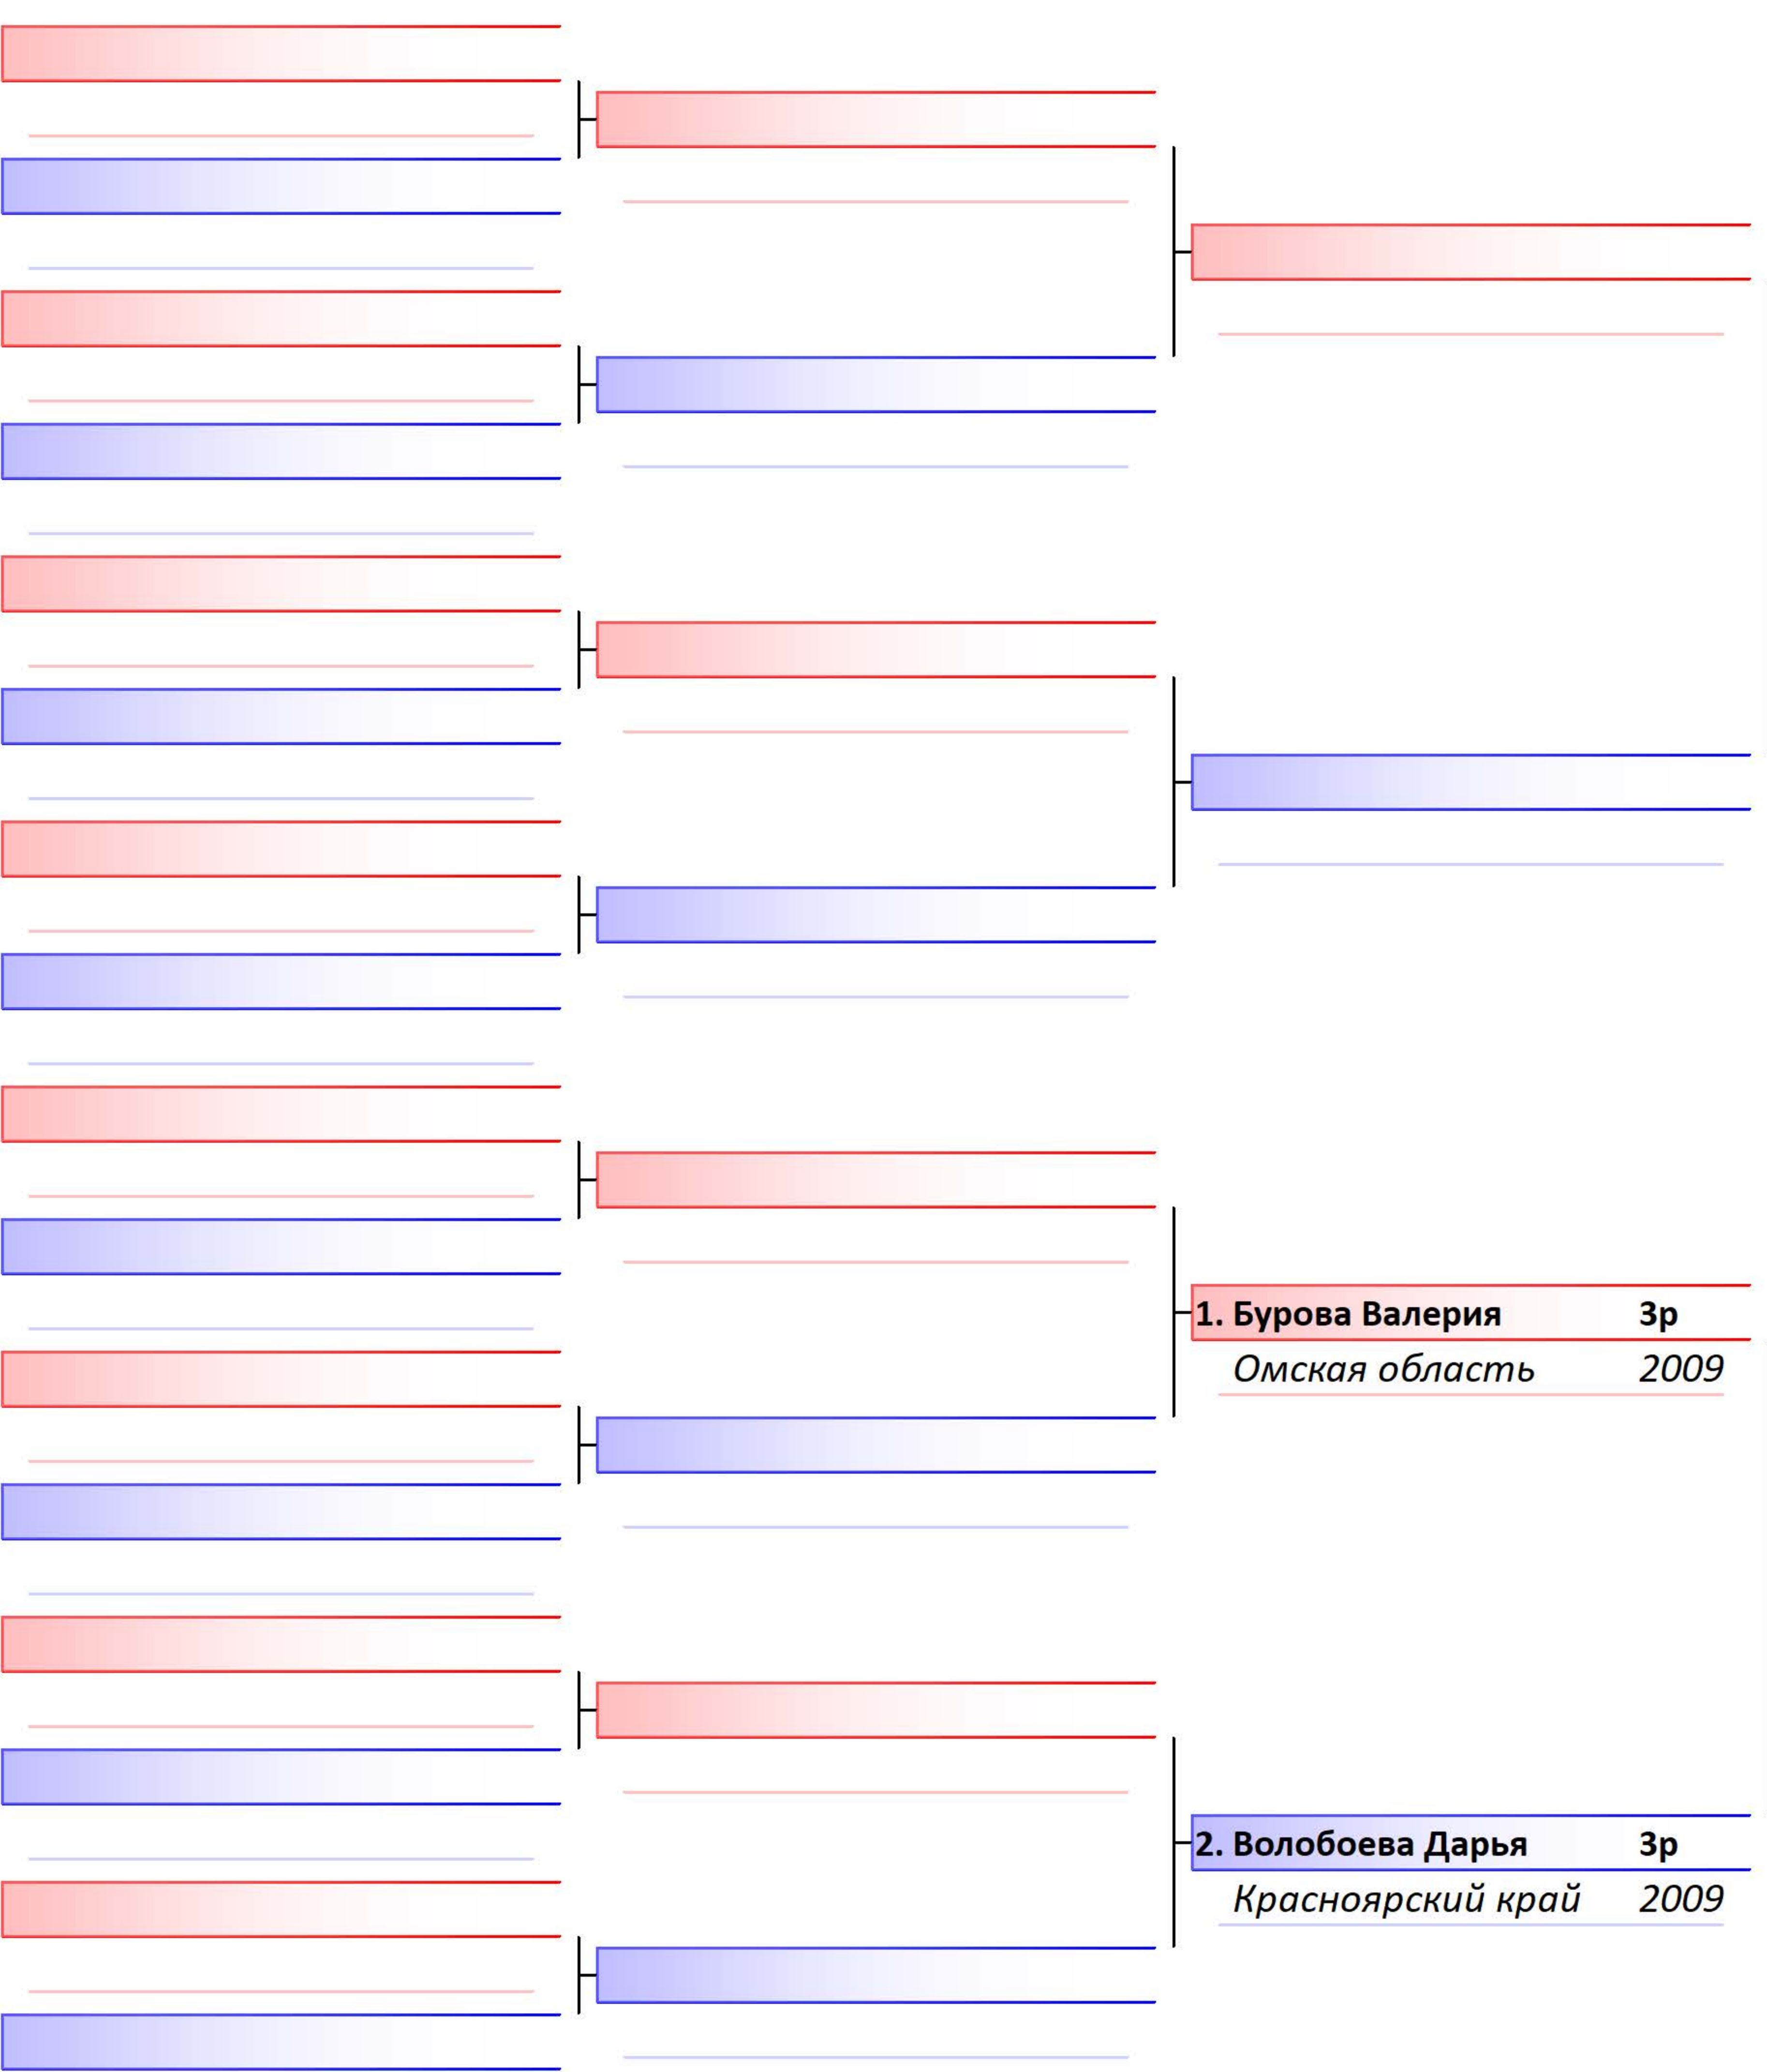 1. Бурова Валерия 3р
Омская область 2009
2. Волобоева Дарья 3р
Красноярский край 2009